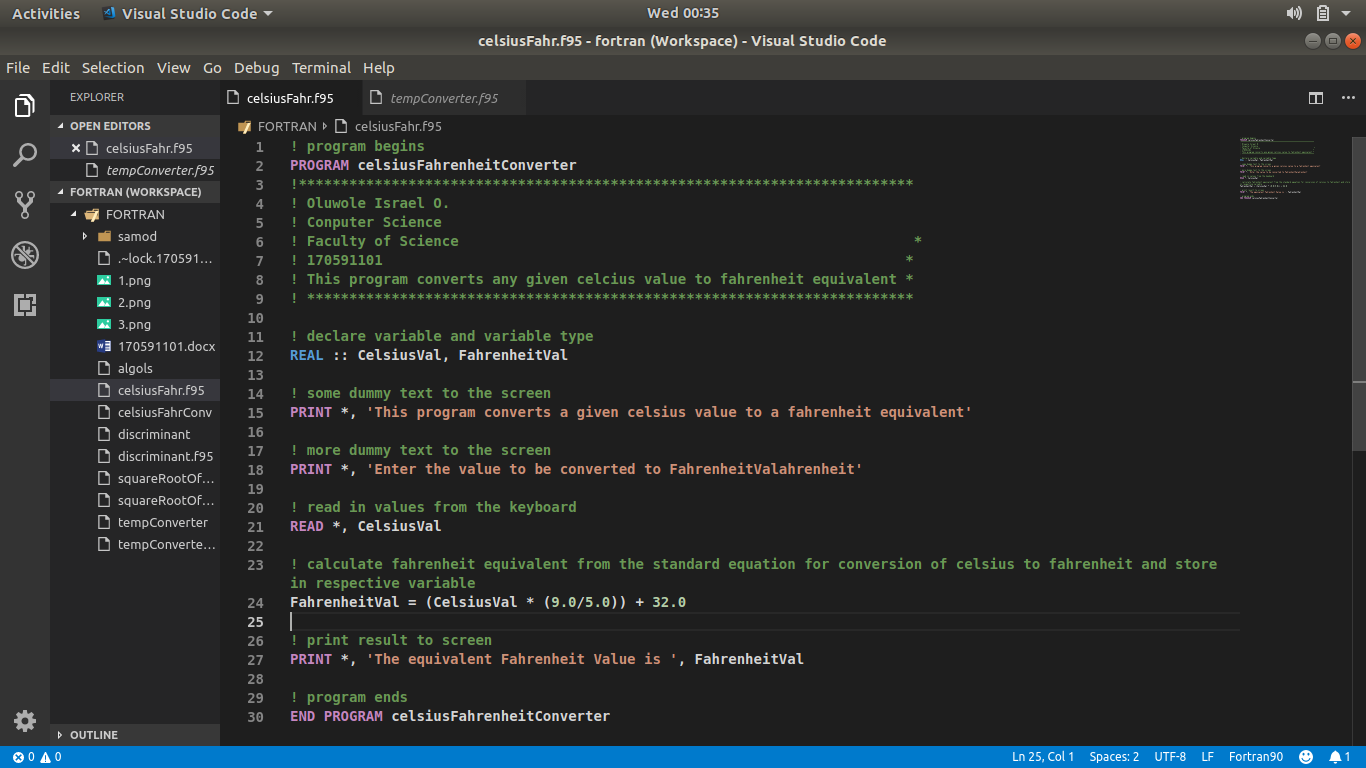 Activities Visual Studio Code Wed 00:35
celsiusFahr.f95 - fortran (Workspace) - Visual Studio Code
File Edit Selection View Go Debug Terminal Help
EXPLORER
OPEN EDITORS
celsiusFahr.f95
tempConverter.f95
FORTRAN (WORKSPACE)
FORTRAN
samod
.~lock.170591...
1.png
2.png
3.png
170591101.docx
algols
celsiusFahr.f95
celsiusFahrConv
discriminant
discriminant.f95
squareRootOf...
squareRootOf...
tempConverter
tempConverte...
OUTLINE
celsiusFahr.f95 tempConverter.f95
FORTRAN celsiusFahr.f95
1 ! program begins
2 PROGRAM celsiusFahrenheitConverter
3 !*************************************************************************
4 ! Oluwole Israel O.
5 ! Conputer Science
6 ! Faculty of Science *
7 ! 170591101 *
8 ! This program converts any given celcius value to fahrenheit equivalent *
9 ! ************************************************************************
10
11 ! declare variable and variable type
12 REAL :: CelsiusVal, FahrenheitVal
13
14 ! some dummy text to the screen
15 PRINT *, 'This program converts a given celsius value to a fahrenheit equivalent'
16
17 ! more dummy text to the screen
18 PRINT *, 'Enter the value to be converted to FahrenheitValahrenheit'
19
20 ! read in values from the keyboard
21 READ *, CelsiusVal
22
23 ! calculate fahrenheit equivalent from the standard equation for conversion of celsius to fahrenheit and store
in respective variable
24 FahrenheitVal = (CelsiusVal * (9.0/5.0)) + 32.0
25
26 ! print result to screen
27 PRINT *, 'The equivalent Fahrenheit Value is ', FahrenheitVal
28
29 ! program ends
30 END PROGRAM celsiusFahrenheitConverter
0 0 Ln 25, Col 1 Spaces: 2 UTF-8 LF Fortran90 1